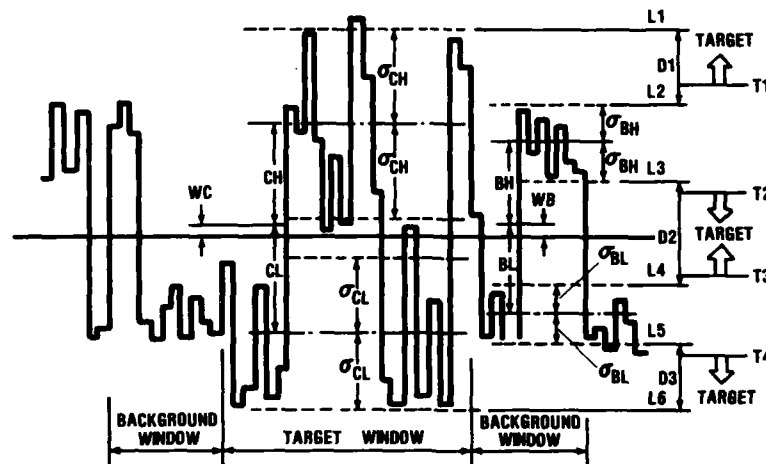 L1
TARGET
σCH
D1
T1
L2
σBH
σCH
CH
BH
σBH
L3
WC
WB
T2
TARGET
D2
CL
BL
σBL
L4
T3
σCL
σCL
σBL
L5
T4
D3
TARGET
L6
BACKGROUND WINDOW
TARGET WINDOW
BACKGROUND WINDOW